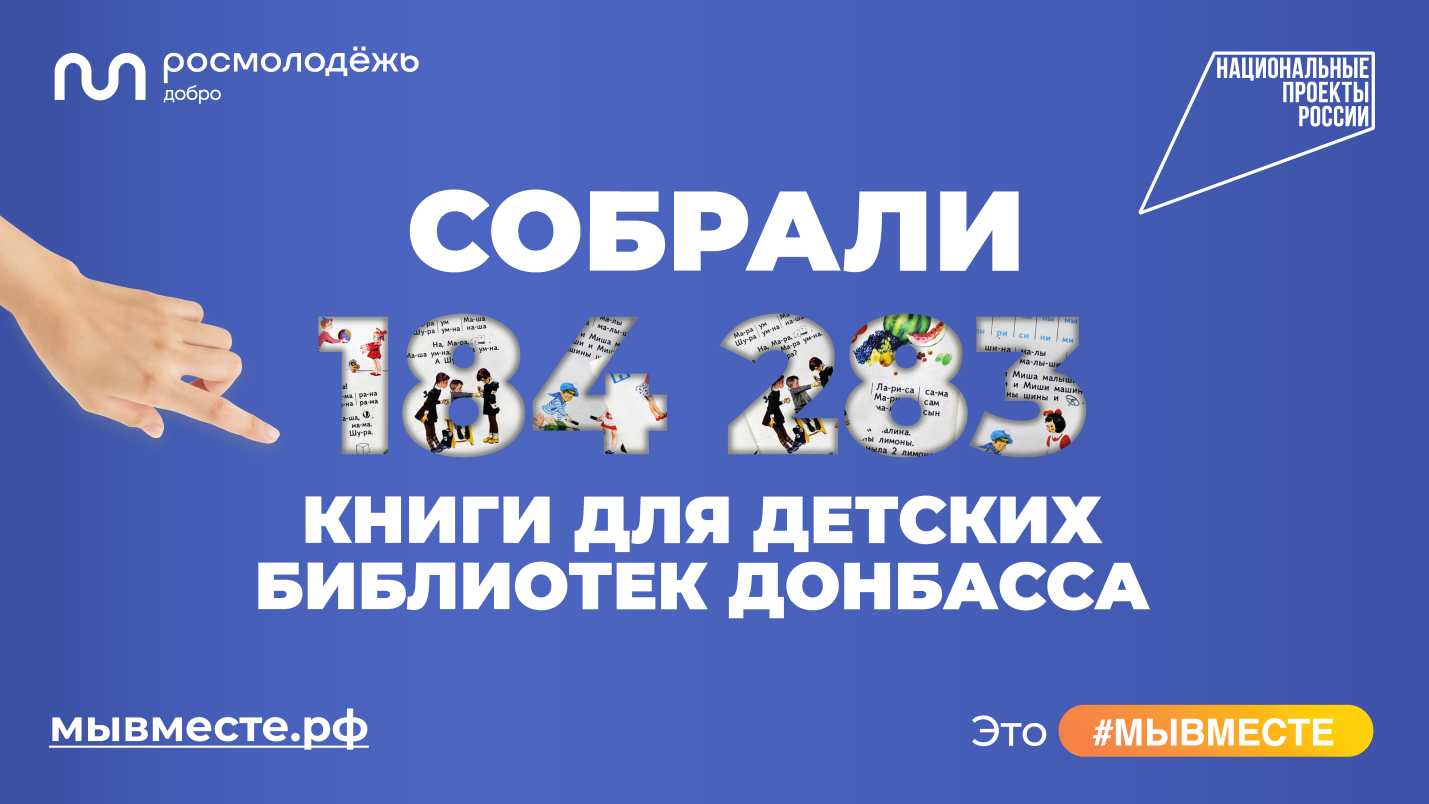 росмолодёжь
добро
НАЦИОНАЛЬНЫЕ
ПРОЕКТЫ
РОССИИ
СОБРАЛИ
184 283
КНИГИ ДЛЯ ДЕТСКИХ
БИБЛИОТЕК ДОНБАССА
мывместе.рф
Это #МЫВМЕСТЕ